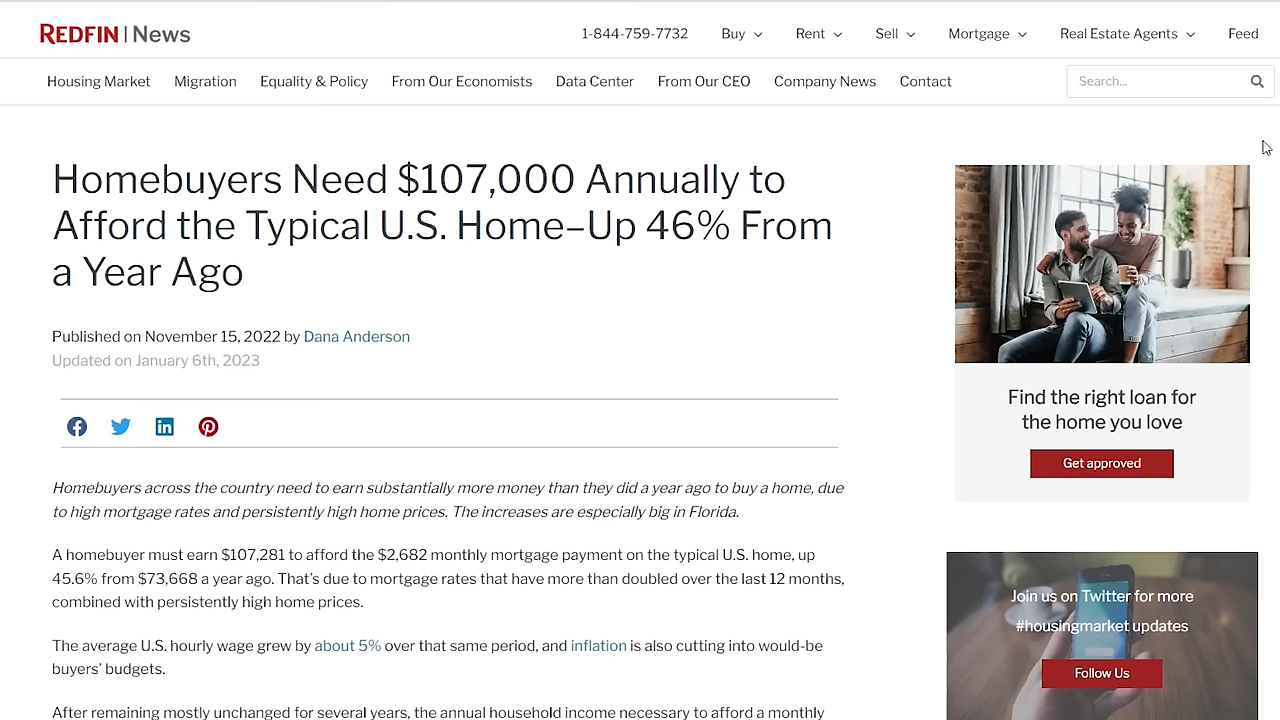 REDFIN | News
1-844-759-7732
Buy
Rent
Sell
Mortgage
Real Estate Agents
Feed
Housing Market
Migration
Equality & Policy
From Our Economists
Data Center
From Our CEO
Company News
Contact
Search...
Homebuyers Need $107,000 Annually to
Afford the Typical U.S. Home–Up 46% From
a Year Ago
Published on November 15, 2022 by Dana Anderson
Updated on January 6th, 2023
Homebuyers across the country need to earn substantially more money than they did a year ago to buy a home, due
to high mortgage rates and persistently high home prices. The increases are especially big in Florida.
A homebuyer must earn $107,281 to afford the $2,682 monthly mortgage payment on the typical U.S. home, up
45.6% from $73,668 a year ago. That's due to mortgage rates that have more than doubled over the last 12 months,
combined with persistently high home prices.
The average U.S. hourly wage grew by about 5% over that same period, and inflation is also cutting into would-be
buyers' budgets.
After remaining mostly unchanged for several years, the annual household income necessary to afford a monthly
Find the right loan for
the home you love
Get approved
Join us on Twitter for more
#housingmarket updates
Follow Us